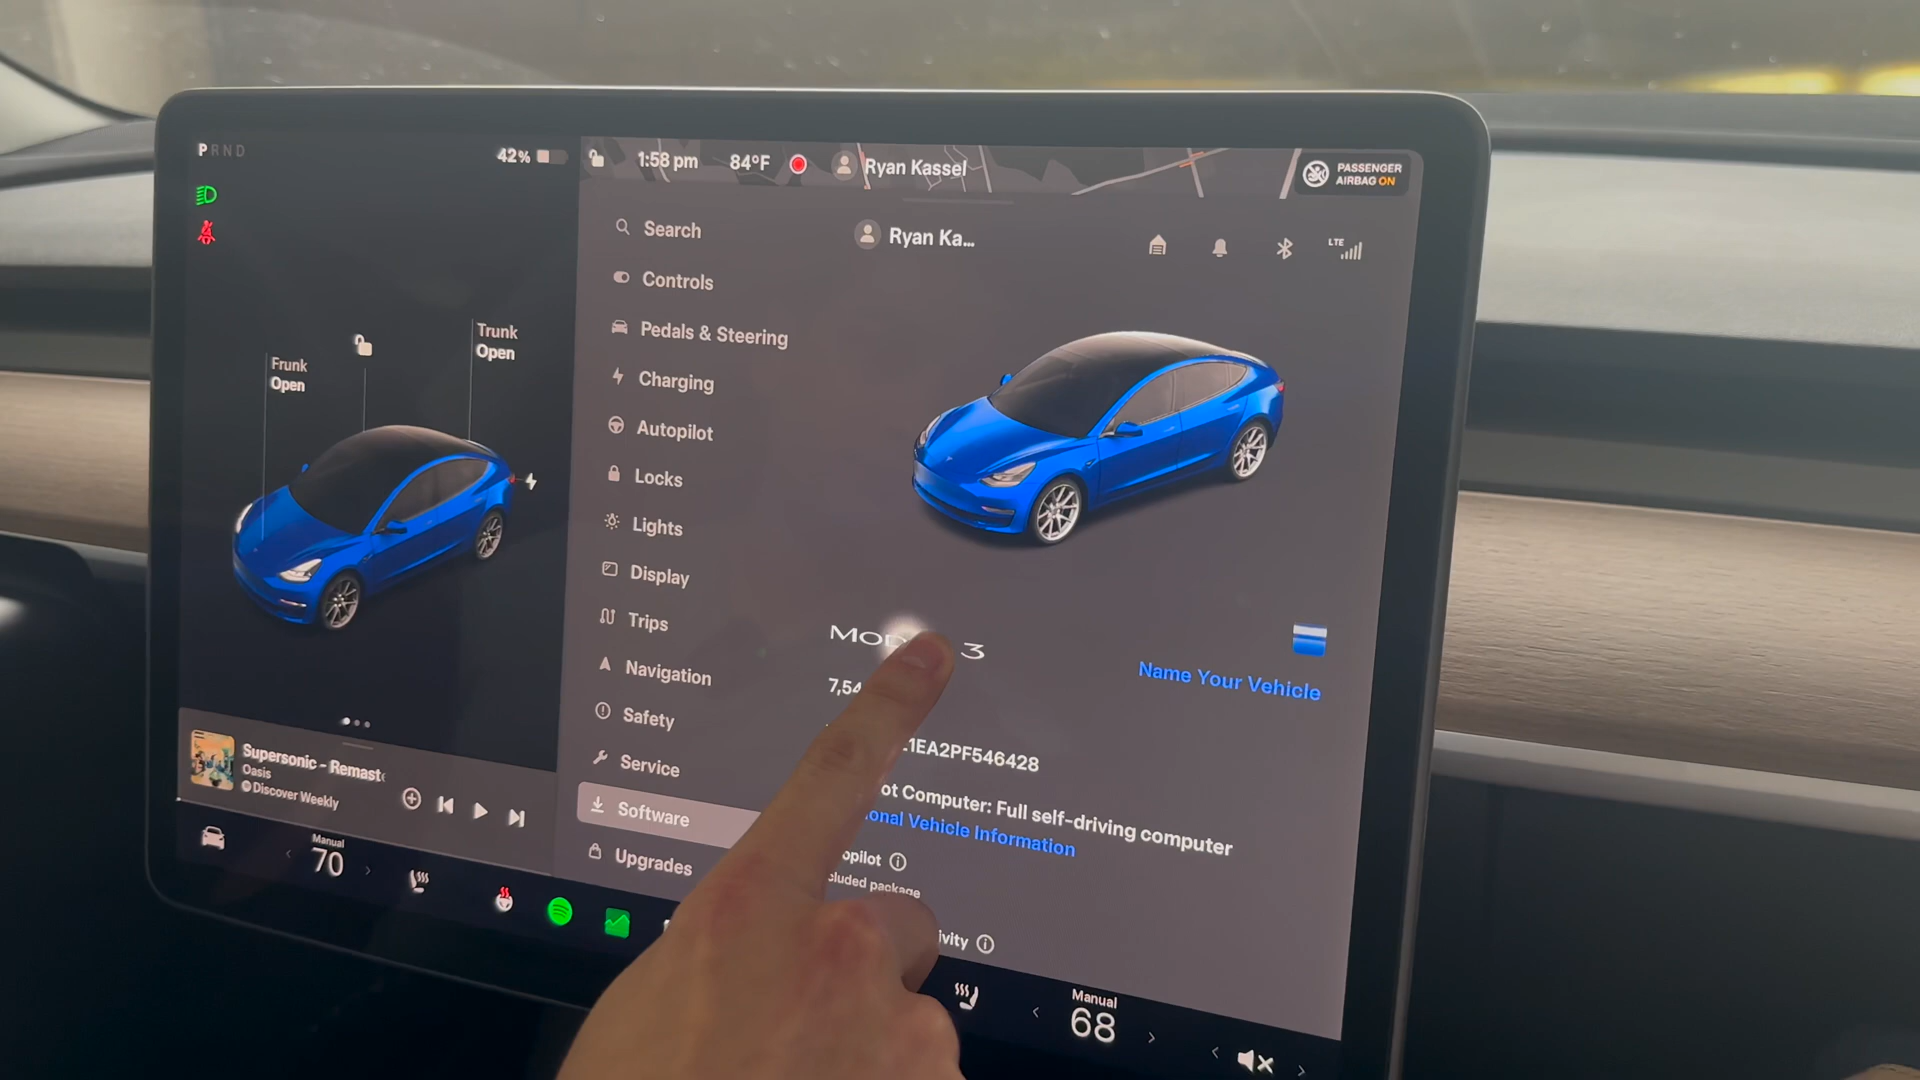 PRND
42%
1:58 pm
84°F
Ryan Kassel
PASSENGER
AIRBAG ON
Trunk
Open
Frunk
Open
Search
Controls
Pedals & Steering
Charging
Autopilot
Locks
Lights
Display
Trips
Navigation
Safety
Service
Software
Upgrades
Ryan Ka...
LTE
3
Name Your Vehicle
1EA2PF546428
Computer: Full self-driving computer
Vehicle Information
package
Supersonic - Remast
Oasis
Discover Weekly
Manual
70
Manual
68